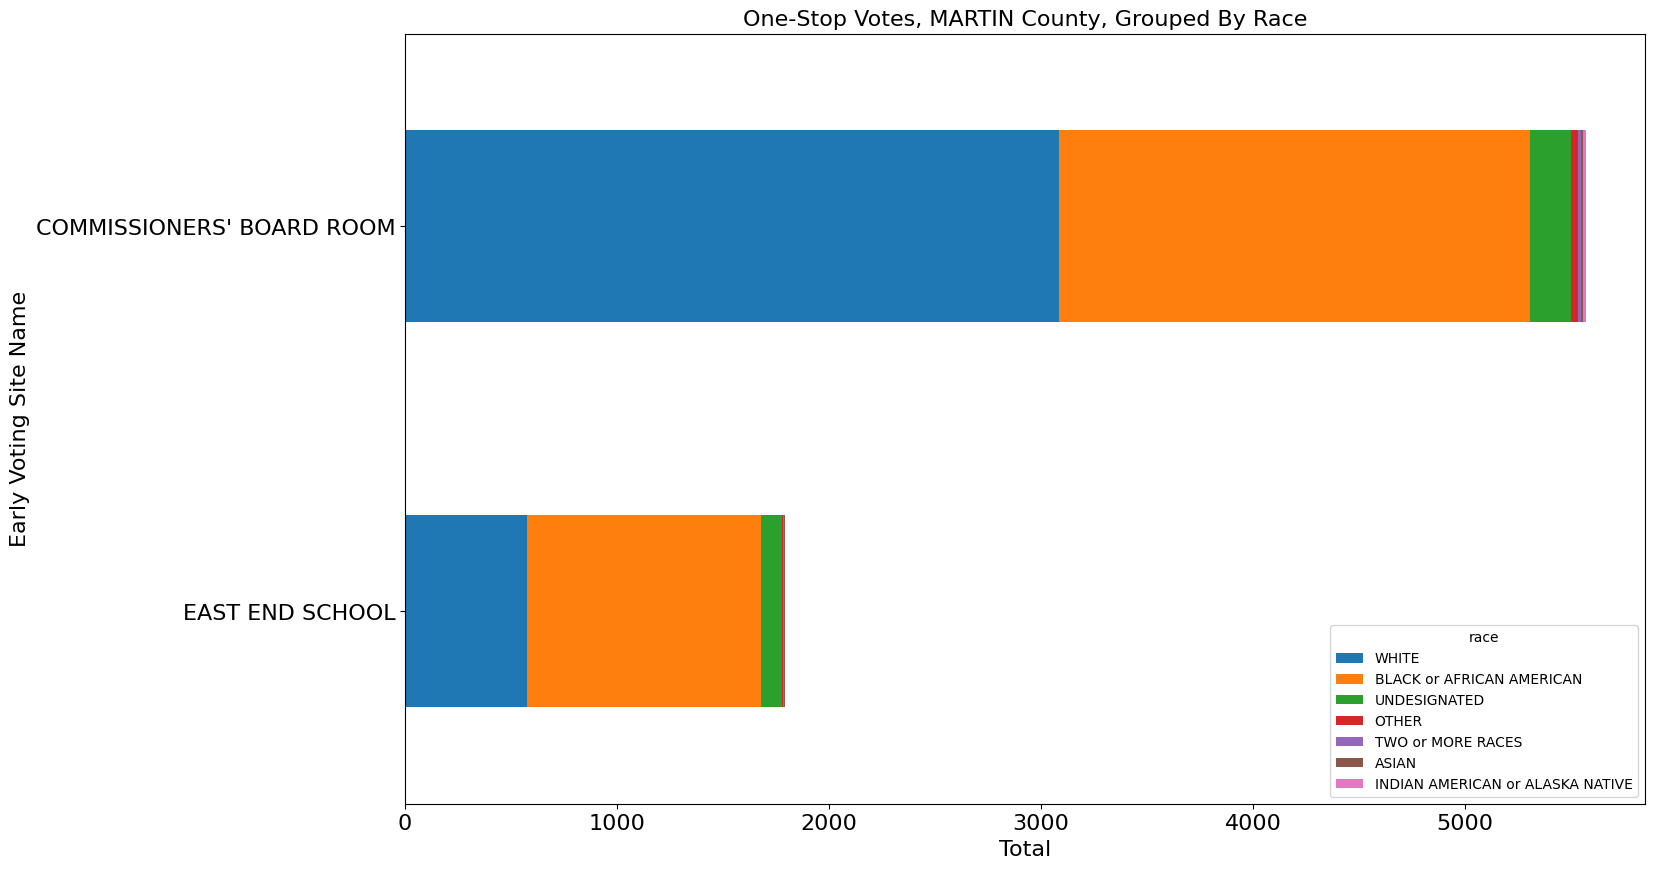 One-Stop Votes, MARTIN County, Grouped By Race
Early Voting Site Name
COMMISSIONERS' BOARD ROOM
EAST END SCHOOL
race
WHITE
BLACK or AFRICAN AMERICAN
UNDESIGNATED
OTHER
TWO or MORE RACES
ASIAN
INDIAN AMERICAN or ALASKA NATIVE
0 1000 2000 3000 4000 5000
Total